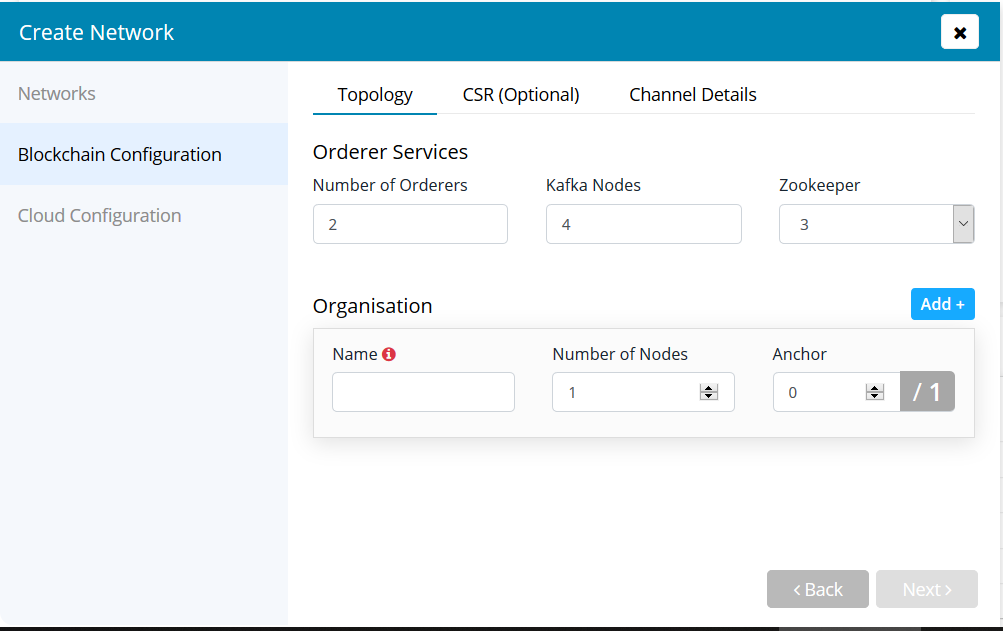 Create Network
Networks
Blockchain Configuration
Cloud Configuration
Topology CSR (Optional) Channel Details
Orderer Services
Number of Orderers Kafka Nodes Zookeeper
2 4 3
Organisation Add +
Name Number of Nodes Anchor
1 0 / 1
< Back Next >